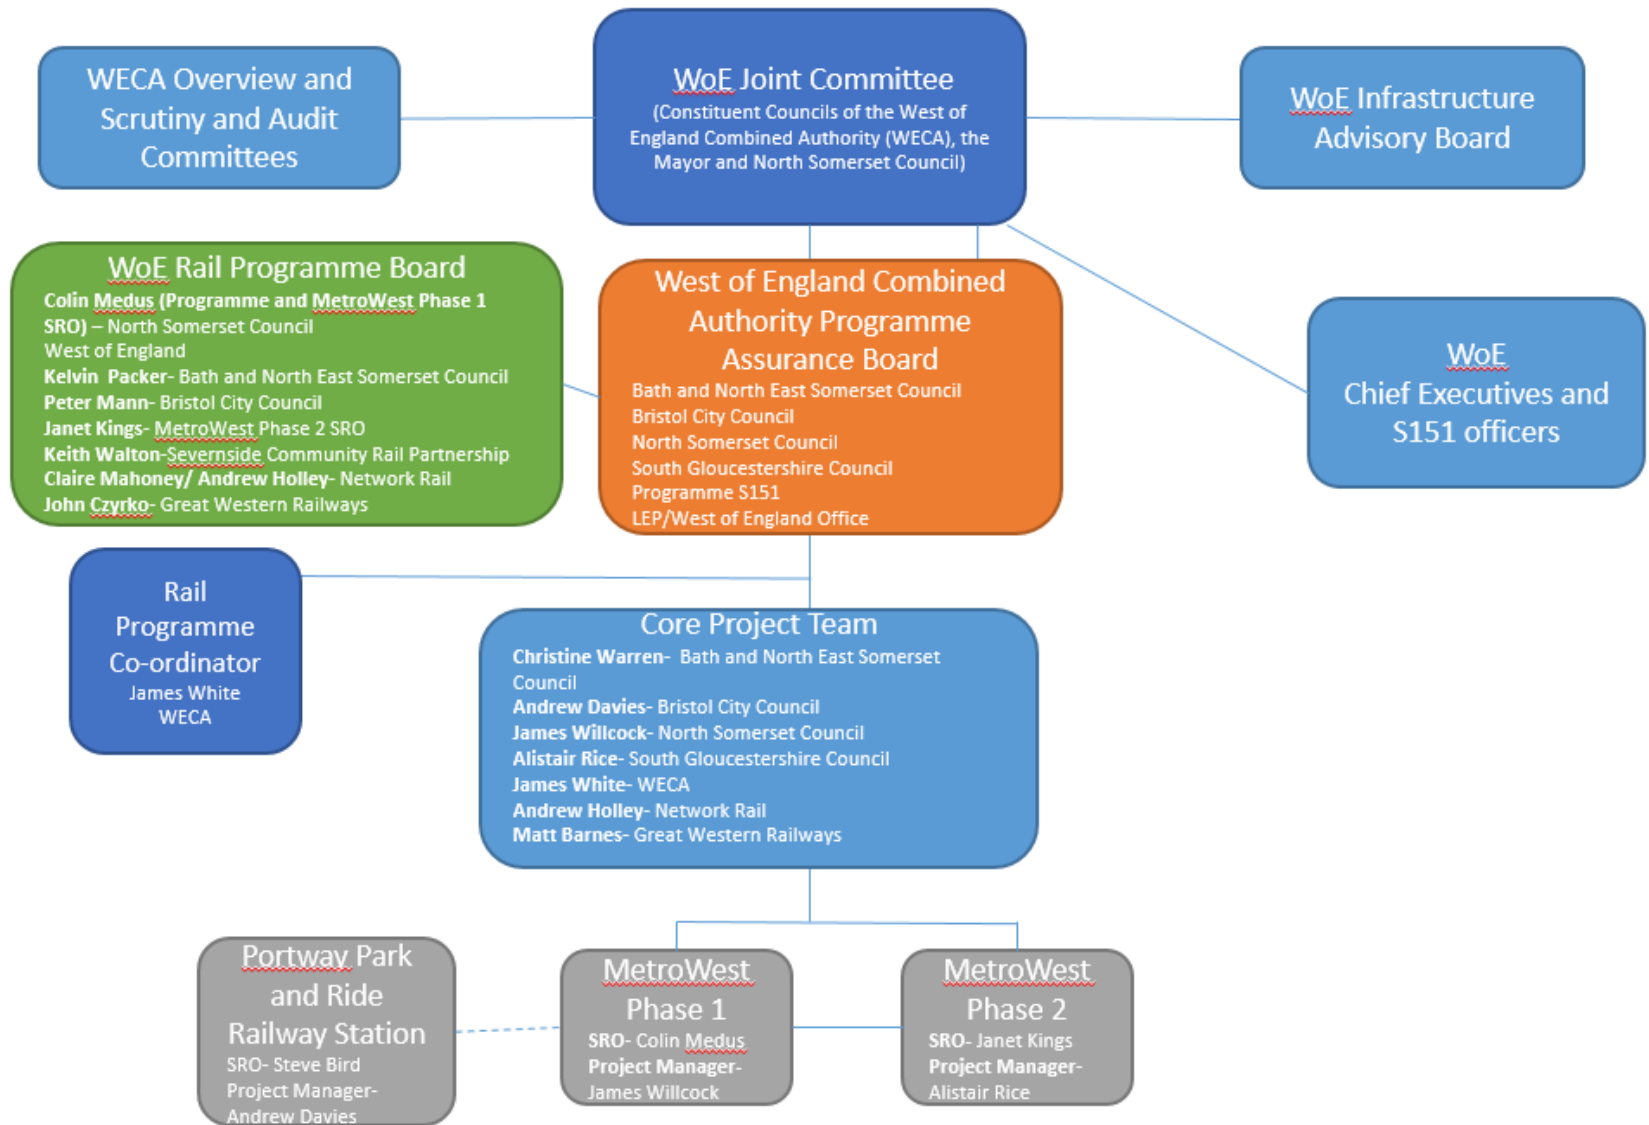 WECA Overview and
Scrutiny and Audit
Committees
WoE Joint Committee
(Constituent Councils of the West of
England Combined Authority (WECA), the
Mayor and North Somerset Council)
WoE Infrastructure
Advisory Board
WoE Rail Programme Board
Colin Medus (Programme and MetroWest Phase 1
SRO) – North Somerset Council
West of England
Kelvin Packer- Bath and North East Somerset Council
Peter Mann- Bristol City Council
Janet Kings- MetroWest Phase 2 SRO
Keith Walton-Severnside Community Rail Partnership
Claire Mahoney/ Andrew Holley- Network Rail
John Czyrko- Great Western Railways
West of England Combined
Authority Programme
Assurance Board
Bath and North East Somerset Council
Bristol City Council
North Somerset Council
South Gloucestershire Council
Programme S151
LEP/West of England Office
WoE
Chief Executives and
S151 officers
Rail
Programme
Co-ordinator
James White
WECA
Core Project Team
Christine Warren- Bath and North East Somerset
Council
Andrew Davies- Bristol City Council
James Willcock- North Somerset Council
Alistair Rice- South Gloucestershire Council
James White- WECA
Andrew Holley- Network Rail
Matt Barnes- Great Western Railways
Portway Park
and Ride
Railway Station
SRO- Steve Bird
Project Manager-
Andrew Davies
MetroWest
Phase 1
SRO- Colin Medus
Project Manager-
James Willcock
MetroWest
Phase 2
SRO- Janet Kings
Project Manager-
Alistair Rice